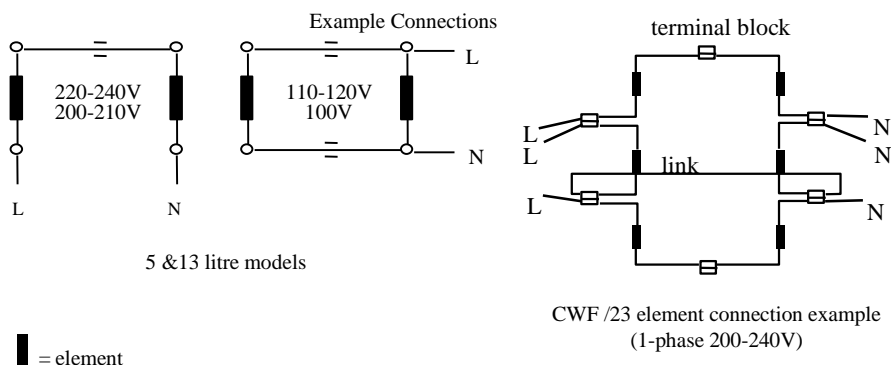 Example Connections
220-240V
200-210V
L
N
110-120V
100V
L
N
5 &13 litre models
= element
terminal block
L
L
N
N
link
L
N
CWF /23 element connection example
(1-phase 200-240V)